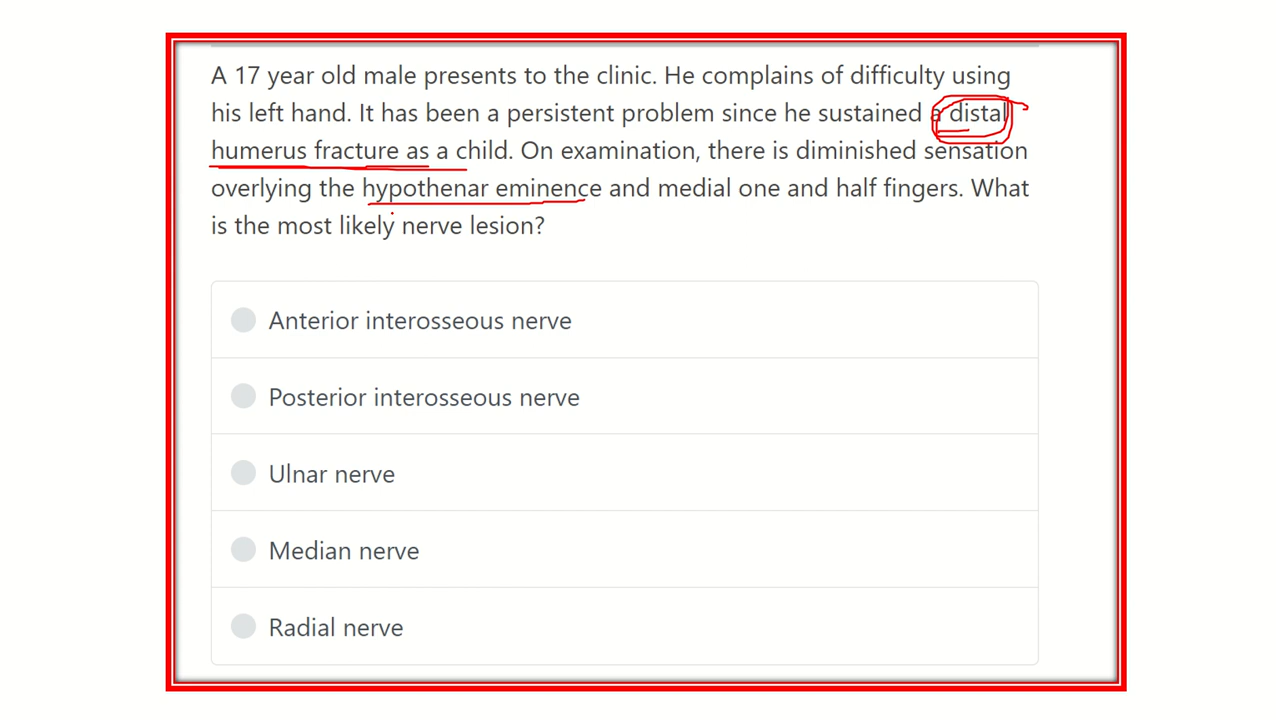 A 17 year old male presents to the clinic. He complains of difficulty using
his left hand. It has been a persistent problem since he sustained a distal
humerus fracture as a child. On examination, there is diminished sensation
overlying the hypothenar eminence and medial one and half fingers. What
is the most likely nerve lesion?
Anterior interosseous nerve
Posterior interosseous nerve
Ulnar nerve
Median nerve
Radial nerve